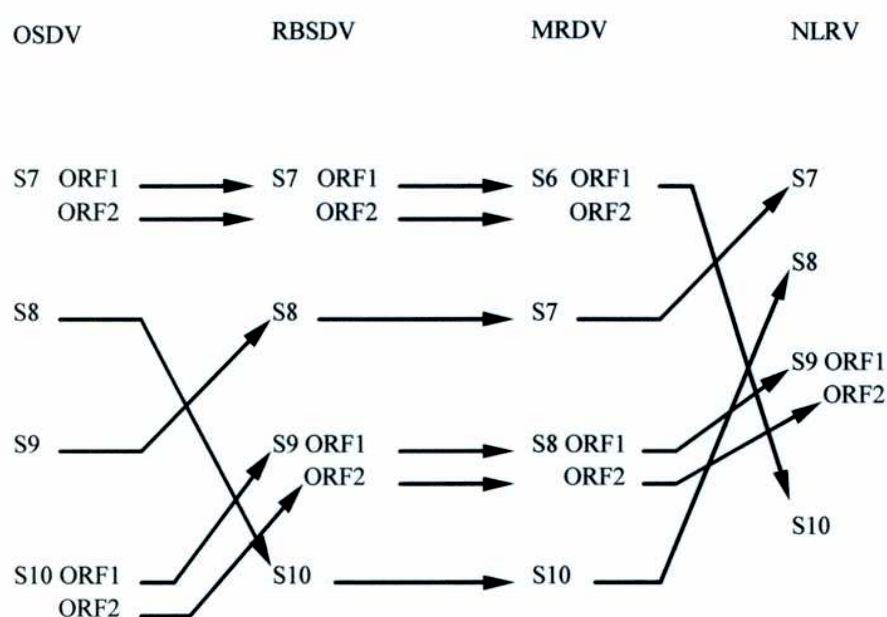 OSDV RBSDV MRDV NLRV
S7 ORF1 S7 ORF1 S6 ORF1 S7
ORF2 ORF2 ORF2
S8
S8 S8 S7
S9 ORF1
ORF2
S9 S9 ORF1 S8 ORF1
ORF2 ORF2
S10
S10 ORF1 S10 S10
ORF2